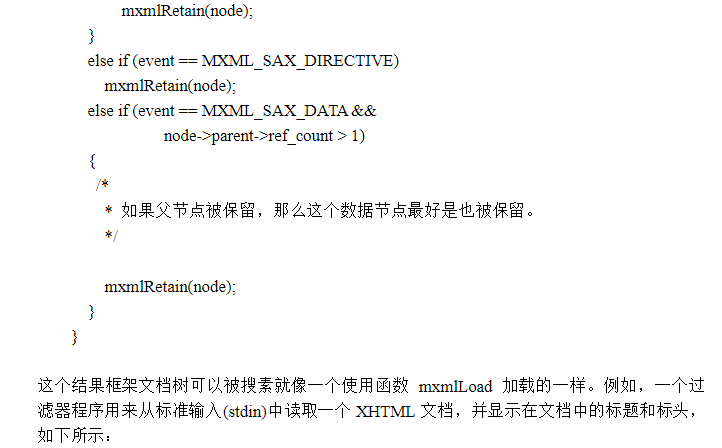 mxmlRetain(node);
}
else if (event == MXML_SAX_DIRECTIVE)
mxmlRetain(node);
else if (event == MXML_SAX_DATA &&
node->parent->ref_count > 1)
{
/*
* 如果父节点被保留，那么这个数据节点最好是也被保留。
*/
mxmlRetain(node);
}
}
这个结果框架文档树可以被搜素就像一个使用函数 mxmlLoad 加载的一样。例如，一个过
滤器程序用来从标准输入(stdin)中读取一个 XHTML 文档，并显示在文档中的标题和标头，
如下所示：